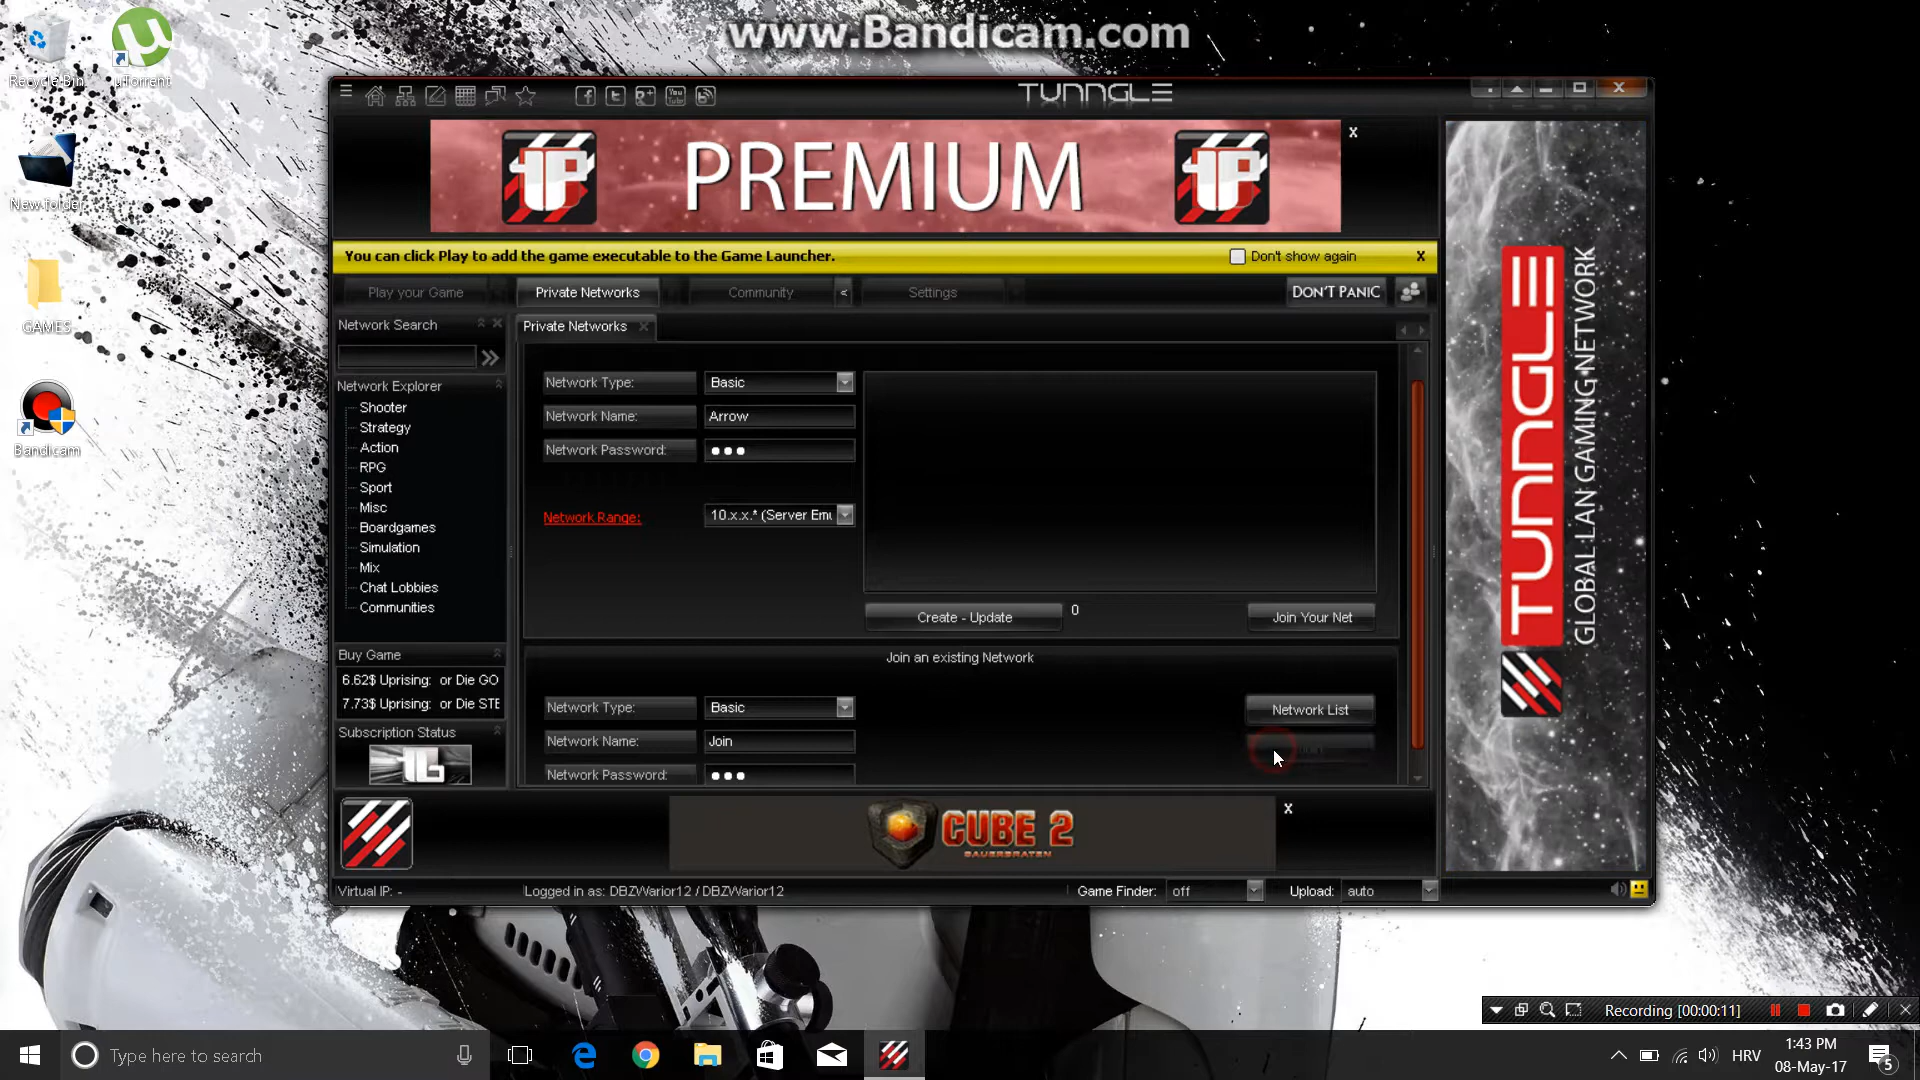 www.Bandicam.com
Recycle Bin
uTorrent
New folder
GAMES
Bandicam
TUNNGLE
PREMIUM
x
You can click Play to add the game executable to the Game Launcher.
Don't show again
x
Play your Game
Private Networks
Community
<
Settings
DON'T PANIC
Network Search
Network Explorer
Shooter
Strategy
Action
RPG
Sport
Misc
Boardgames
Simulation
Mix
Chat Lobbies
Communities
Buy Game
6.62$ Uprising: or Die GO
7.73$ Uprising: or Die STE
Subscription Status
Private Networks
Network Type: Basic
Network Name: Arrow
Network Password: ●●●
Network Range: 10.x.x.* (Server Emu
Create - Update
0
Join Your Net
Join an existing Network
Network Type: Basic
Network List
Network Name: Join
Network Password: ●●●
CUBE 2
SAUERBRATEN
x
Virtual IP: -
Logged in as: DBZWarior12 / DBZWarior12
Game Finder: off
Upload: auto
TUNNGLE
GLOBAL LAN GAMING NETWORK
Recording [00:00:11]
Type here to search
HRV
1:43 PM
08-May-17
5